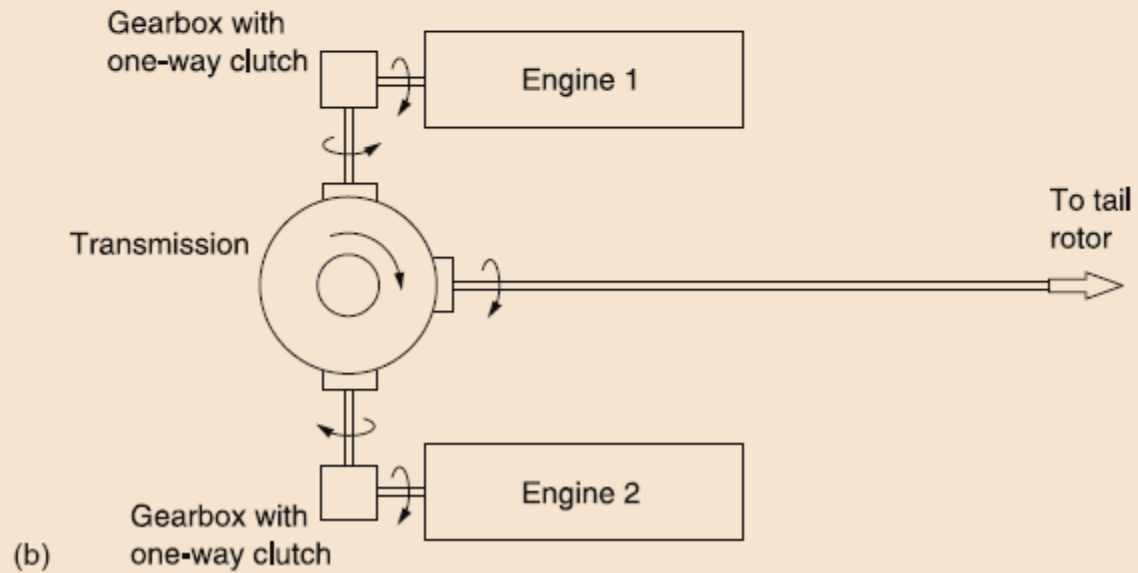 Gearbox with
one-way clutch
Engine 1
To tail
rotor
Transmission
Engine 2
Gearbox with
one-way clutch
(b)